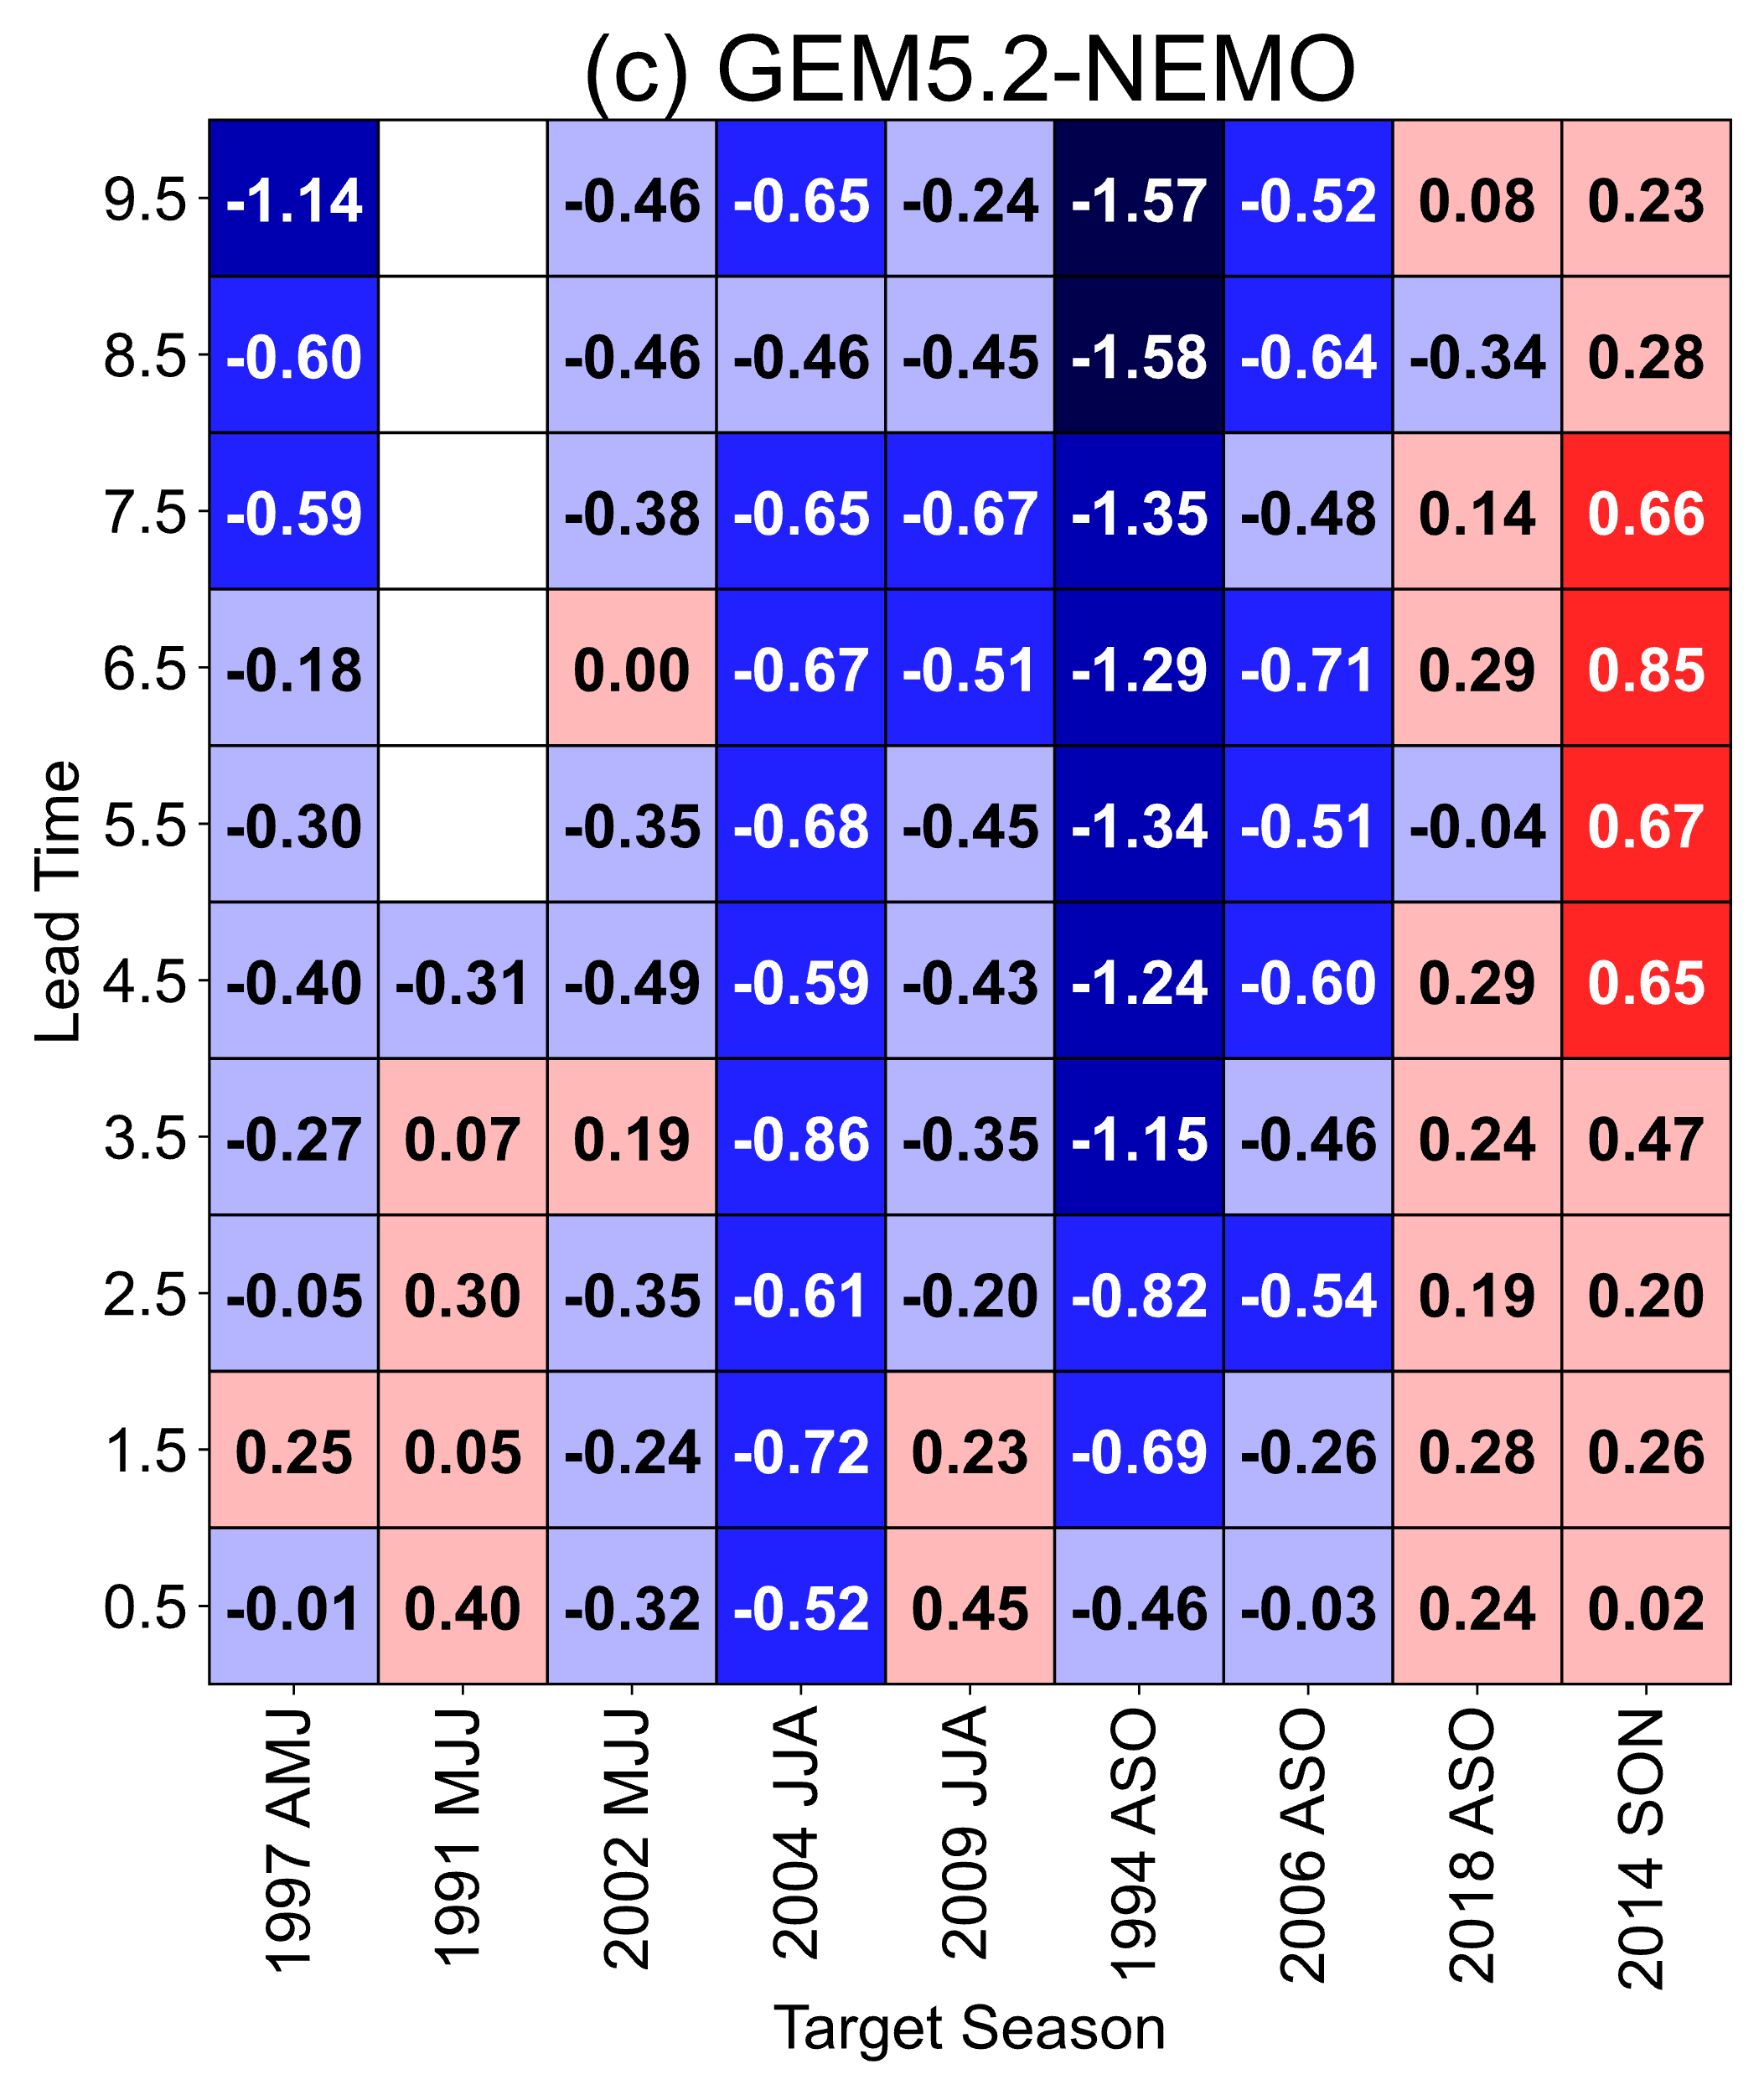 (c) GEM5.2-NEMO
9.5 -1.14 -0.46 -0.65 -0.24 -1.57 -0.52 0.08 0.23
8.5 -0.60 -0.46 -0.46 -0.45 -1.58 -0.64 -0.34 0.28
7.5 -0.59 -0.38 -0.65 -0.67 -1.35 -0.48 0.14 0.66
6.5 -0.18 0.00 -0.67 -0.51 -1.29 -0.71 0.29 0.85
5.5 -0.30 -0.35 -0.68 -0.45 -1.34 -0.51 -0.04 0.67
4.5 -0.40 -0.31 -0.49 -0.59 -0.43 -1.24 -0.60 0.29 0.65
3.5 -0.27 0.07 0.19 -0.86 -0.35 -1.15 -0.46 0.24 0.47
2.5 -0.05 0.30 -0.35 -0.61 -0.20 -0.82 -0.54 0.19 0.20
1.5 0.25 0.05 -0.24 -0.72 0.23 -0.69 -0.26 0.28 0.26
0.5 -0.01 0.40 -0.32 -0.52 0.45 -0.46 -0.03 0.24 0.02
Lead Time
1997 AMJ
1991 MJJ
2002 MJJ
2004 JJA
2009 JJA
1994 ASO
2006 ASO
2018 ASO
2014 SON
Target Season